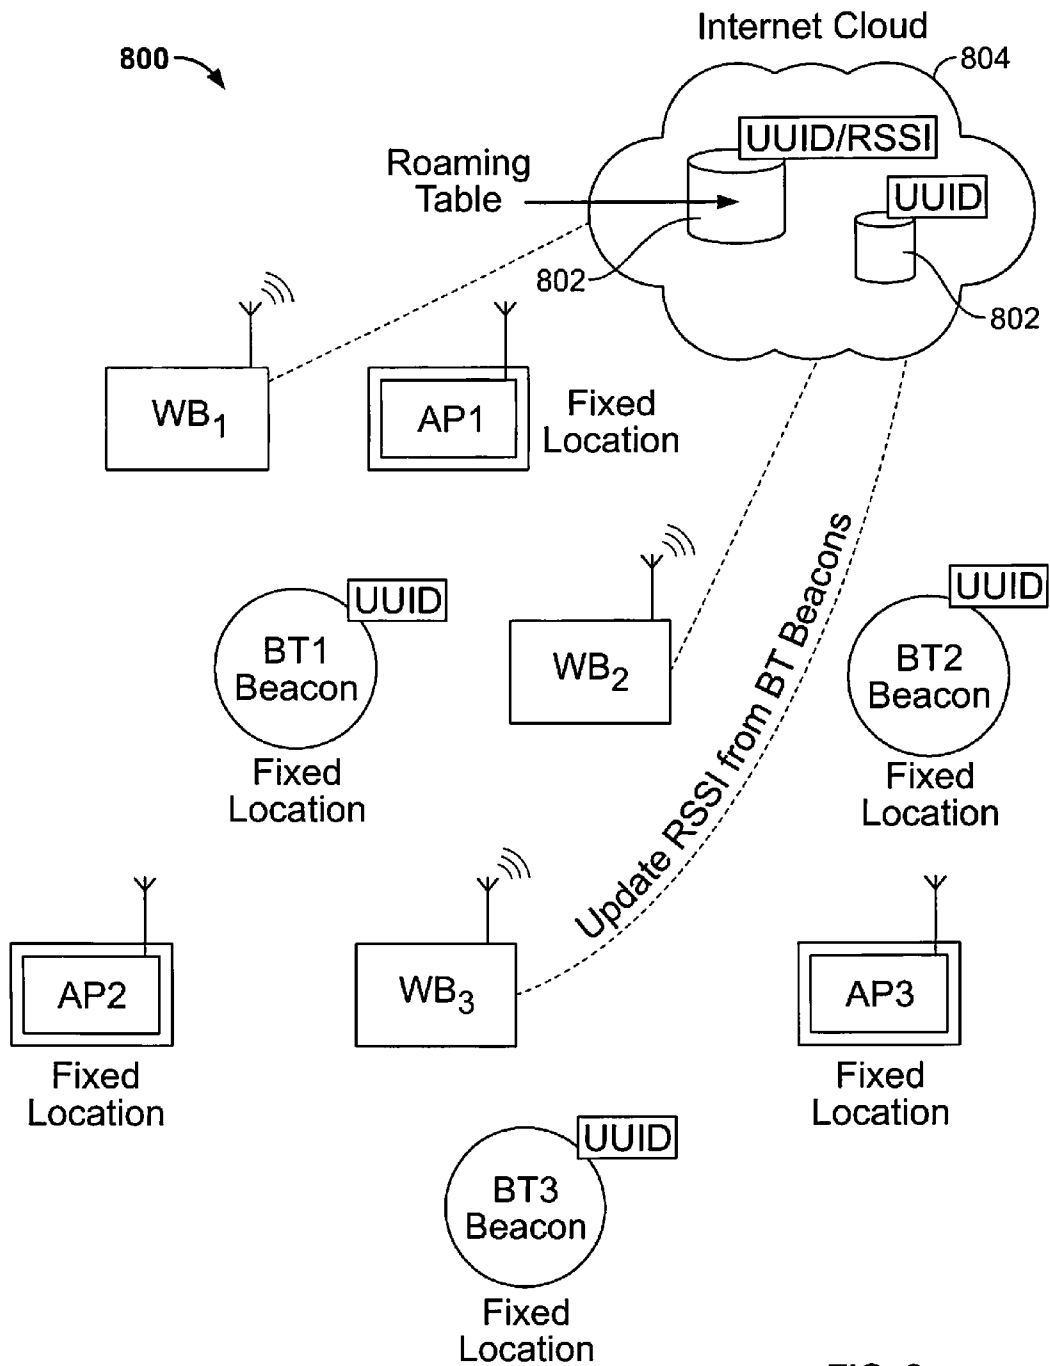 Internet Cloud
800
804
UUID/RSSI
Roaming
Table
UUID
802
802
WB1
AP1
Fixed
Location
UUID
BT1
Beacon
Fixed
Location
WB2
UUID
BT2
Beacon
Fixed
Location
Update RSSI from BT Beacons
AP2
Fixed
Location
WB3
AP3
Fixed
Location
UUID
BT3
Beacon
Fixed
Location